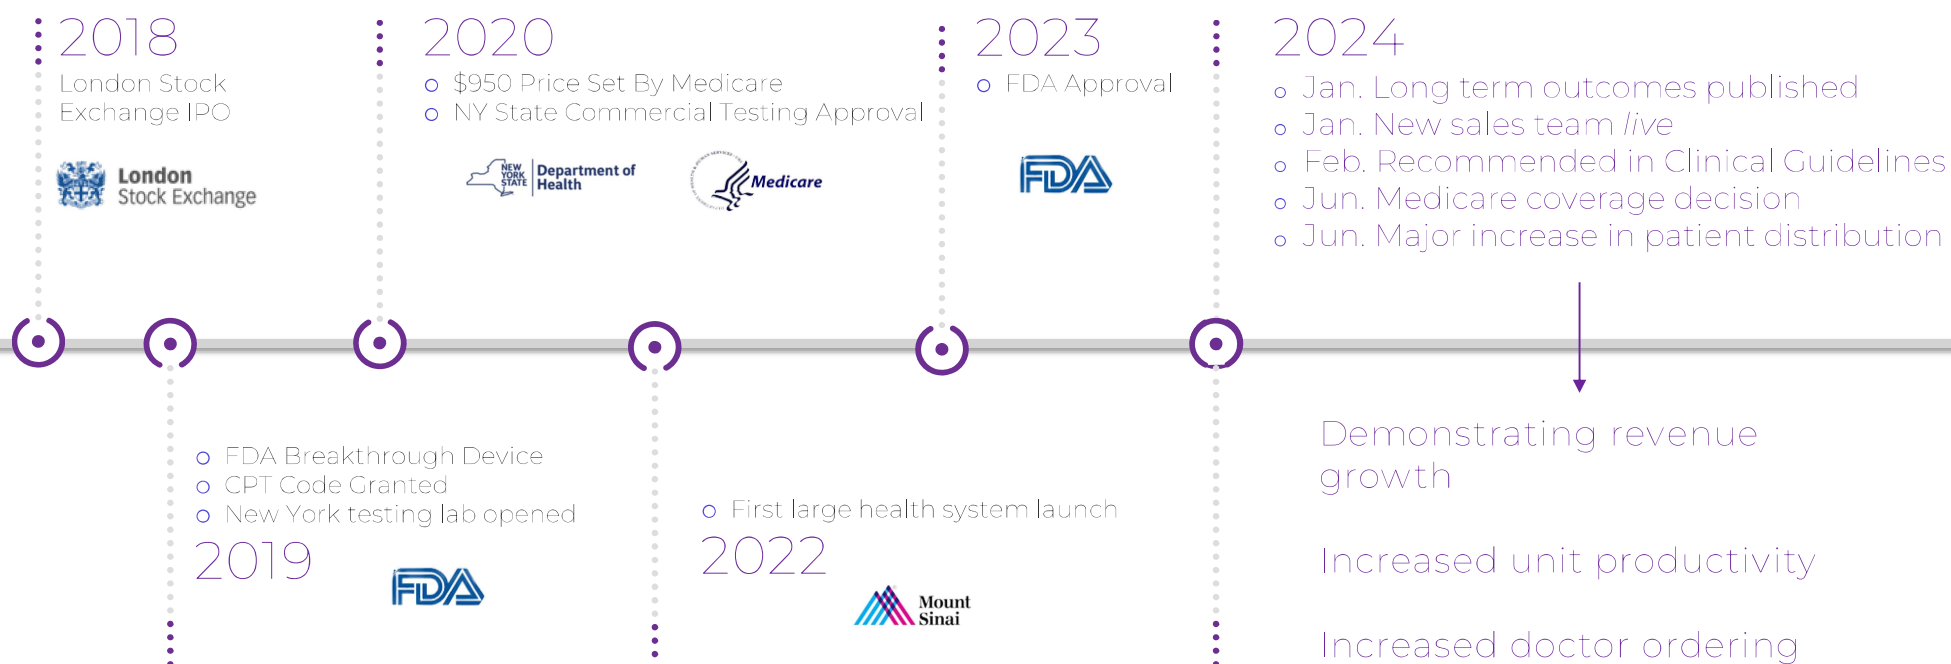 2018
London Stock
Exchange IPO
London
Stock Exchange
2020
$950 Price Set By Medicare
NY State Commercial Testing Approval
NEW
YORK
STATE
Department of
Health
Medicare
2023
FDA Approval
FDA
2024
Jan. Long term outcomes published
Jan. New sales team live
Feb. Recommended in Clinical Guidelines
Jun. Medicare coverage decision
Jun. Major increase in patient distribution
FDA Breakthrough Device
CPT Code Granted
New York testing lab opened
2019
FDA
First large health system launch
2022
Mount
Sinai
Demonstrating revenue
growth
Increased unit productivity
Increased doctor ordering